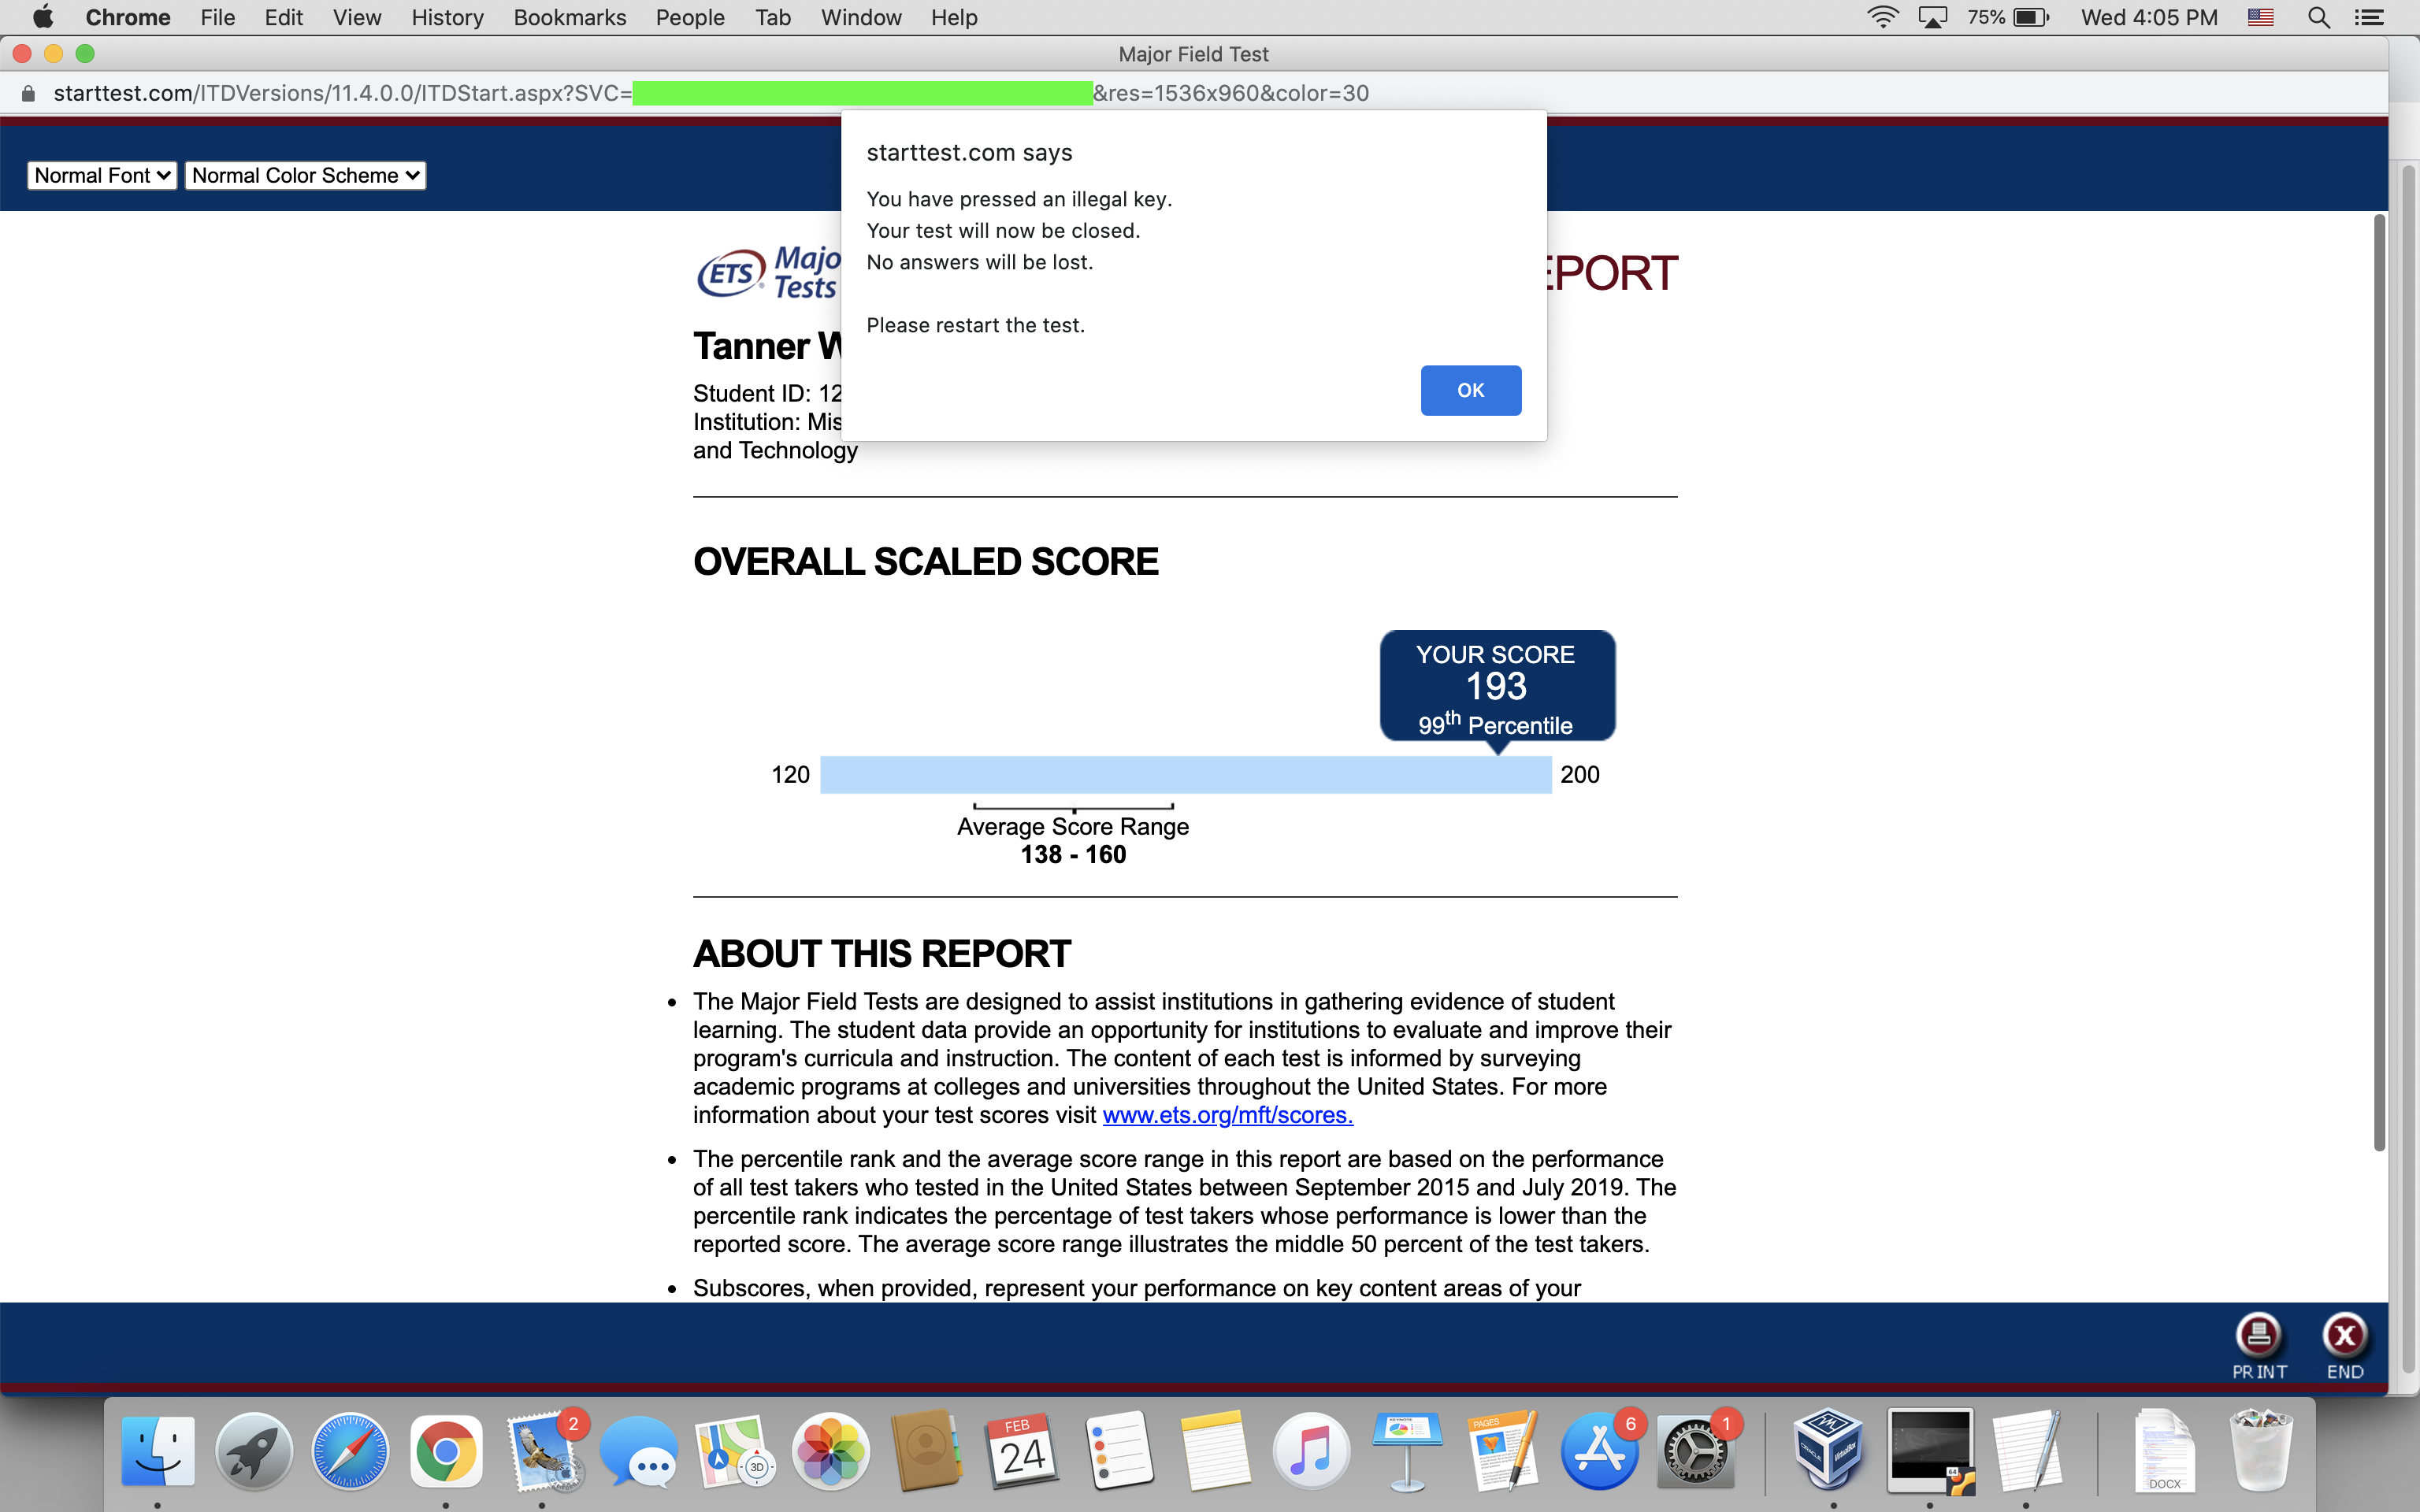 Chrome File Edit View History Bookmarks People Tab Window Help 75% Wed 4:05 PM
Major Field Test
starttest.com/ITDVersions/11.4.0.0/ITDStart.aspx?SVC= &res=1536x960&color=30
Normal Font Normal Color Scheme
starttest.com says
You have pressed an illegal key.
Your test will now be closed.
No answers will be lost.
Please restart the test.
OK
ETS Majo
Tests
EPORT
Tanner W
Student ID: 12
Institution: Mis
and Technology
OVERALL SCALED SCORE
YOUR SCORE
193
99th Percentile
120 200
Average Score Range
138 - 160
ABOUT THIS REPORT
• The Major Field Tests are designed to assist institutions in gathering evidence of student
learning. The student data provide an opportunity for institutions to evaluate and improve their
program's curricula and instruction. The content of each test is informed by surveying
academic programs at colleges and universities throughout the United States. For more
information about your test scores visit www.ets.org/mft/scores.
• The percentile rank and the average score range in this report are based on the performance
of all test takers who tested in the United States between September 2015 and July 2019. The
percentile rank indicates the percentage of test takers whose performance is lower than the
reported score. The average score range illustrates the middle 50 percent of the test takers.
• Subscores, when provided, represent your performance on key content areas of your
PRINT END
2
3D
FEB
24
KEYNOTE
PAGES
6
1
VirtualBox
64
DOCX